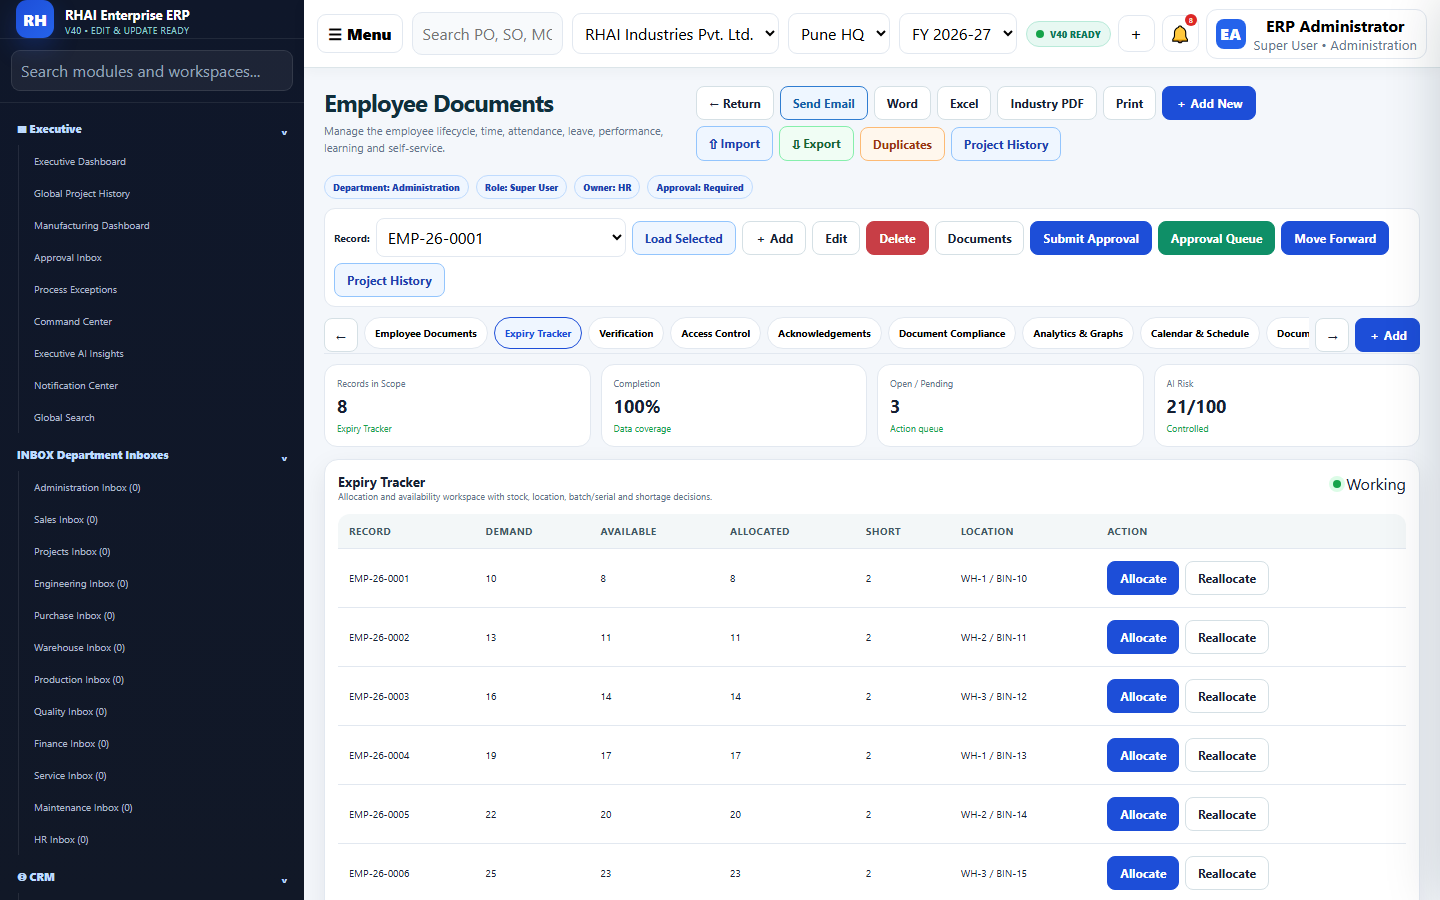 RH
RHAI Enterprise ERP
V40 • EDIT & UPDATE READY
Search modules and workspaces...
Executive
Executive Dashboard
Global Project History
Manufacturing Dashboard
Approval Inbox
Process Exceptions
Command Center
Executive AI Insights
Notification Center
Global Search
INBOX Department Inboxes
Administration Inbox (0)
Sales Inbox (0)
Projects Inbox (0)
Engineering Inbox (0)
Purchase Inbox (0)
Warehouse Inbox (0)
Production Inbox (0)
Quality Inbox (0)
Finance Inbox (0)
Service Inbox (0)
Maintenance Inbox (0)
HR Inbox (0)
CRM
☰ Menu
Search PO, SO, MO
RHAI Industries Pvt. Ltd.
Pune HQ
FY 2026-27
V40 READY
+
8
EA
ERP Administrator
Super User • Administration
Employee Documents
Manage the employee lifecycle, time, attendance, leave, performance,
learning and self-service.
← Return
Send Email
Word
Excel
Industry PDF
Print
+ Add New
⇧ Import
⇩ Export
Duplicates
Project History
Department: Administration
Role: Super User
Owner: HR
Approval: Required
Record:
EMP-26-0001
Load Selected
+ Add
Edit
Delete
Documents
Submit Approval
Approval Queue
Move Forward
Project History
←
Employee Documents
Expiry Tracker
Verification
Access Control
Acknowledgements
Document Compliance
Analytics & Graphs
Calendar & Schedule
Docum
→
+ Add
Records in Scope
8
Expiry Tracker
Completion
100%
Data coverage
Open / Pending
3
Action queue
AI Risk
21/100
Controlled
Expiry Tracker
Allocation and availability workspace with stock, location, batch/serial and shortage decisions.
Working
RECORD DEMAND AVAILABLE ALLOCATED SHORT LOCATION ACTION
EMP-26-0001 10 8 8 2 WH-1 / BIN-10 Allocate Reallocate
EMP-26-0002 13 11 11 2 WH-2 / BIN-11 Allocate Reallocate
EMP-26-0003 16 14 14 2 WH-3 / BIN-12 Allocate Reallocate
EMP-26-0004 19 17 17 2 WH-1 / BIN-13 Allocate Reallocate
EMP-26-0005 22 20 20 2 WH-2 / BIN-14 Allocate Reallocate
EMP-26-0006 25 23 23 2 WH-3 / BIN-15 Allocate Reallocate